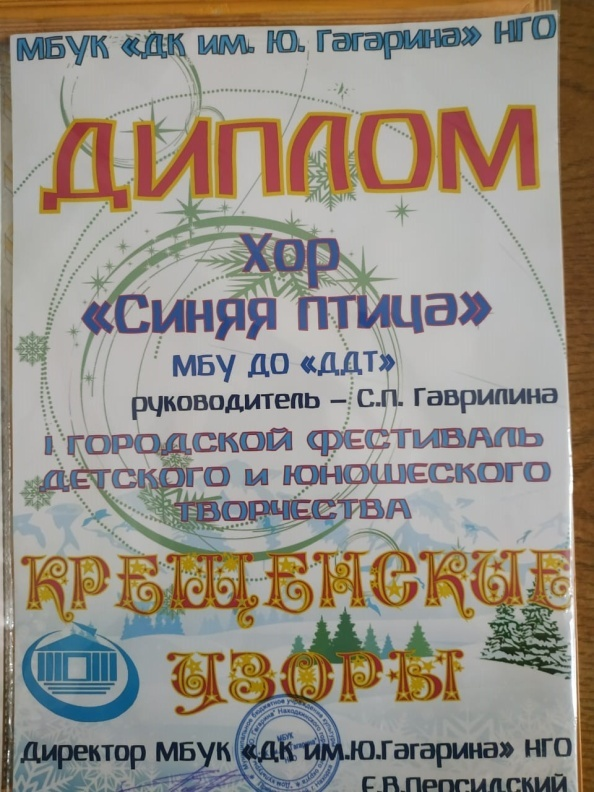 МБУК «ДК им. Ю. Гагарина» НГО
ДИПЛОМ
Хор
«Синяя птица»
МБУ ДО «ДДТ»
руководитель – С.П. Гаврилина
I ГОРОДСКОЙ ФЕСТИВАЛЬ
ДЕТСКОГО И ЮНОШЕСКОГО
ТВОРЧЕСТВА
КРЕЩЕНСКИЕ
УЗОРЫ
Директор МБУК «ДК им.Ю.Гагарина» НГО
Е.В.Персидский